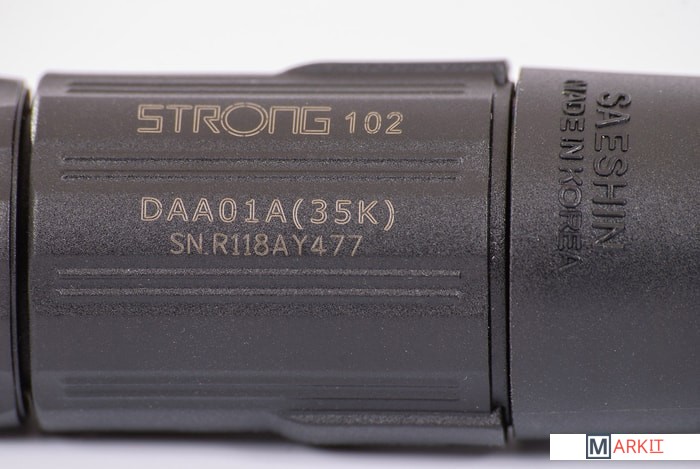 STRONG 102
DAA01A(35K)
SN.R118AY477
SAESHIN
MADE IN KOREA
MARKIT